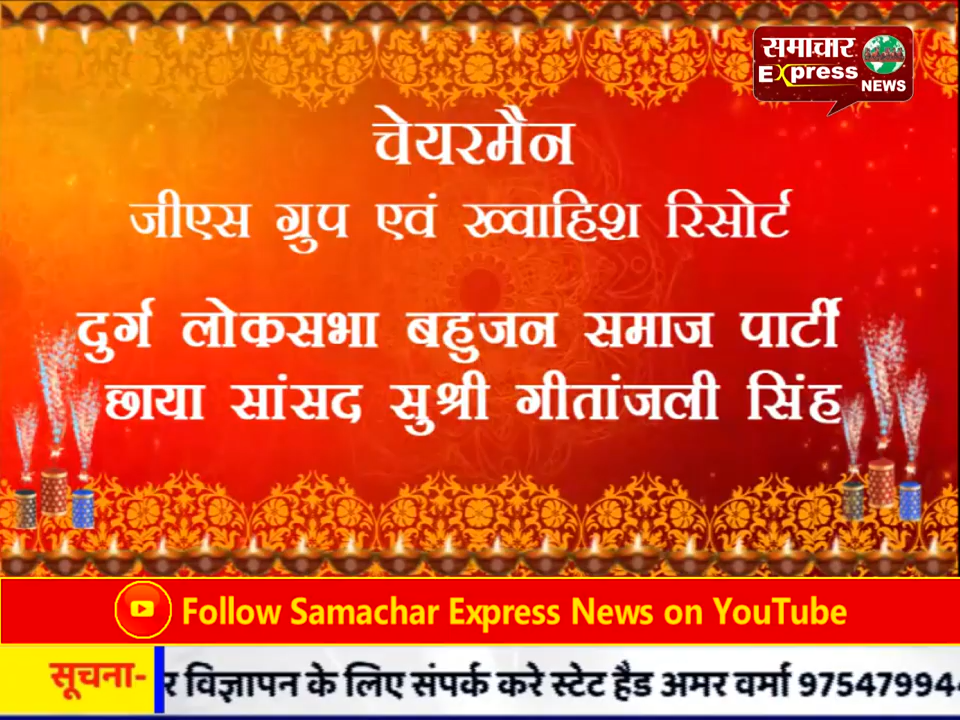 समाचार
Express
NEWS
चेयरमैन
जीएस ग्रुप एवं ख्वाहिश रिसोर्ट
दुर्ग लोकसभा बहुजन समाज पार्टी
छाया सांसद सुश्री गीतांजली सिंह
Follow Samachar Express News on YouTube
सूचना- र विज्ञापन के लिए संपर्क करे स्टेट हैड अमर वर्मा 975479944